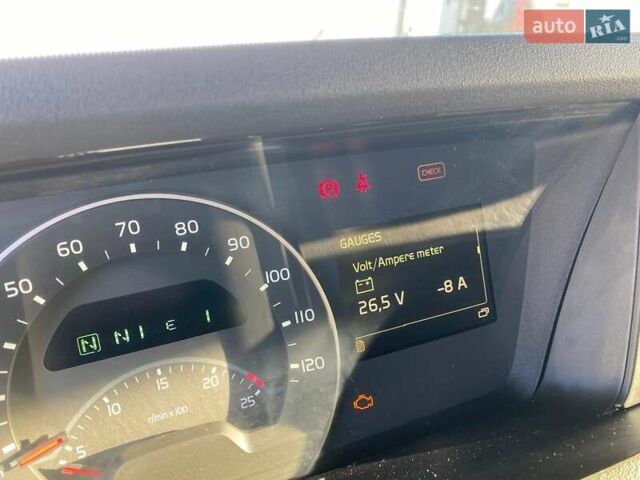 auto RIA
.com
P
CHECK
GAUGES
Volt/Ampere meter
26,5 V -8 A
50 60 70 80 90 100 110 120
N N1 E 1
5 10 15 20 25
r/min x 100